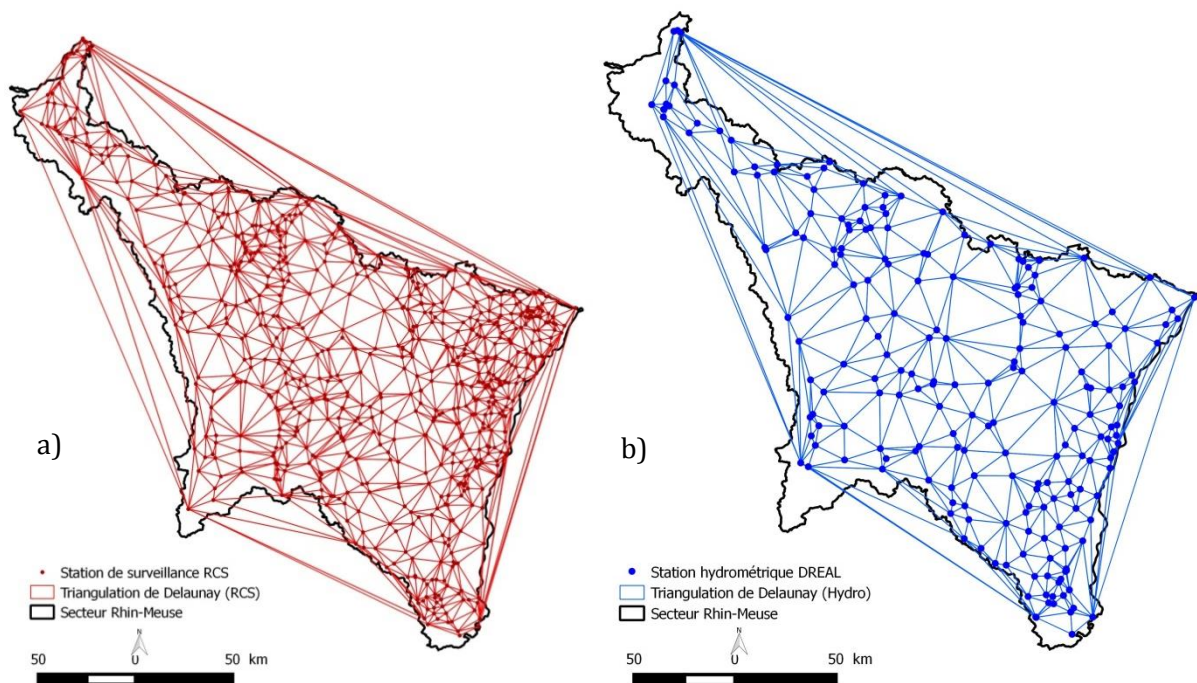 a)
Station de surveillance RCS
Triangulation de Delaunay (RCS)
Secteur Rhin-Meuse
N
50 0 50 km
b)
Station hydrométrique DREAL
Triangulation de Delaunay (Hydro)
Secteur Rhin-Meuse
N
50 0 50 km